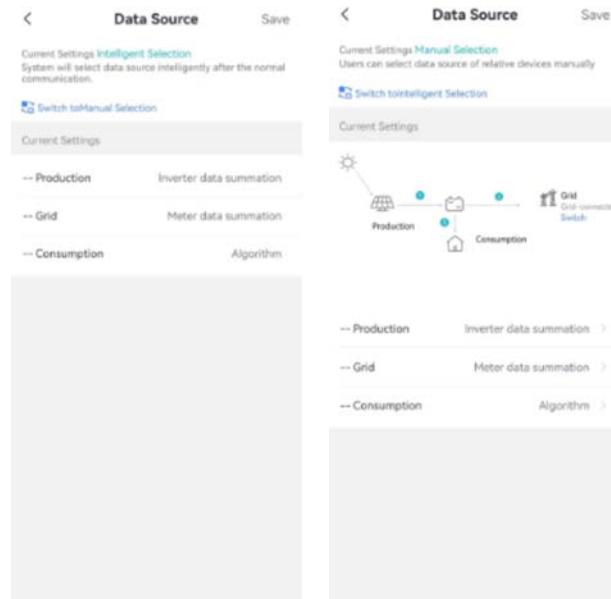 Data Source
Save
Current Settings Intelligent Selection
System will select data source intelligently after the normal
communication.
Switch toManual Selection
Current Settings
-- Production Inverter data summation
-- Grid Meter data summation
-- Consumption Algorithm
Data Source
Save
Current Settings Manual Selection
Users can select data source of relative devices manually
Switch toIntelligent Selection
Current Settings
Grid
Grid-connecte
Switch
Production
Consumption
-- Production Inverter data summation
-- Grid Meter data summation
-- Consumption Algorithm